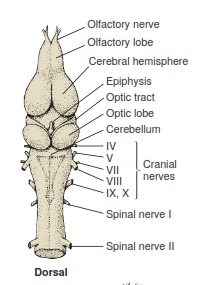 Olfactory nerve
Olfactory lobe
Cerebral hemisphere
Epiphysis
Optic tract
Optic lobe
Cerebellum
IV
V
VII
VIII
IX, X
Cranial
nerves
Spinal nerve I
Spinal nerve II
Dorsal